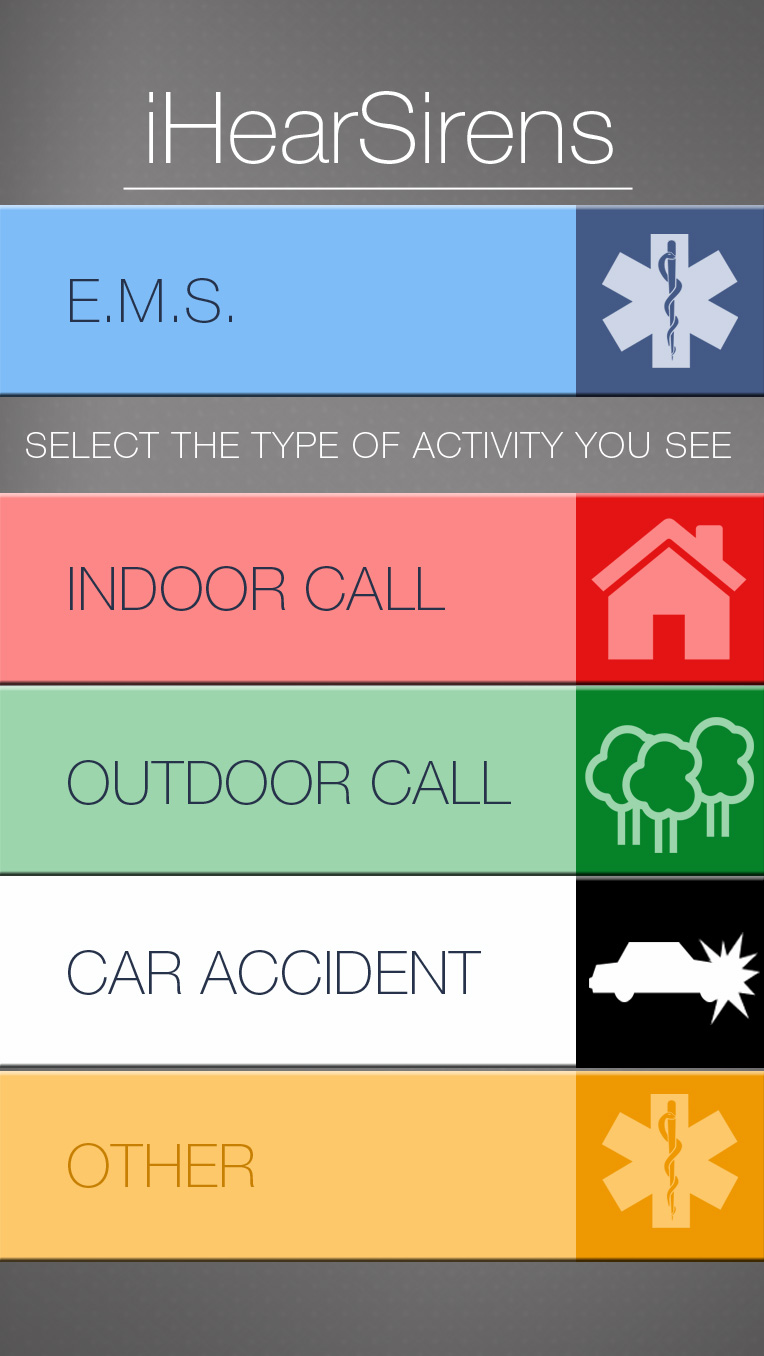 iHearSirens
E.M.S.
SELECT THE TYPE OF ACTIVITY YOU SEE
INDOOR CALL
OUTDOOR CALL
CAR ACCIDENT
OTHER